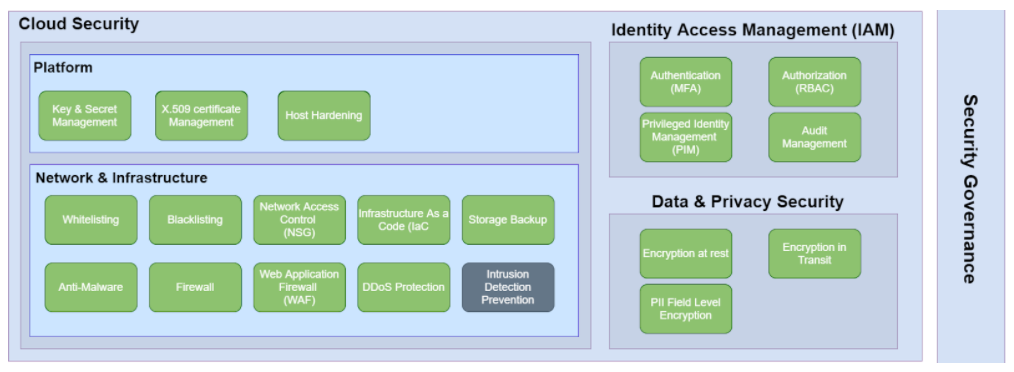 Cloud Security
Platform
Key & Secret
Management
X.509 certificate
Management
Host Hardening
Network & Infrastructure
Whitelisting
Blacklisting
Network Access
Control
(NSG)
Infrastructure As a
Code (IaC
Storage Backup
Anti-Malware
Firewall
Web Application
Firewall
(WAF)
DDoS Protection
Intrusion
Detection
Prevention
Identity Access Management (IAM)
Authentication
(MFA)
Authorization
(RBAC)
Privileged Identity
Management
(PIM)
Audit
Management
Data & Privacy Security
Encryption at rest
Encryption in
Transit
PII Field Level
Encryption
Security Governance